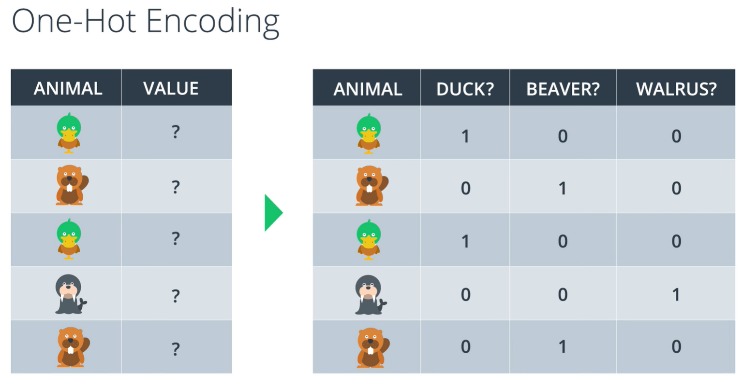 One-Hot Encoding
ANIMAL VALUE ANIMAL DUCK? BEAVER? WALRUS?
? 1 0 0
? 0 1 0
? 1 0 0
? 0 0 1
? 0 1 0